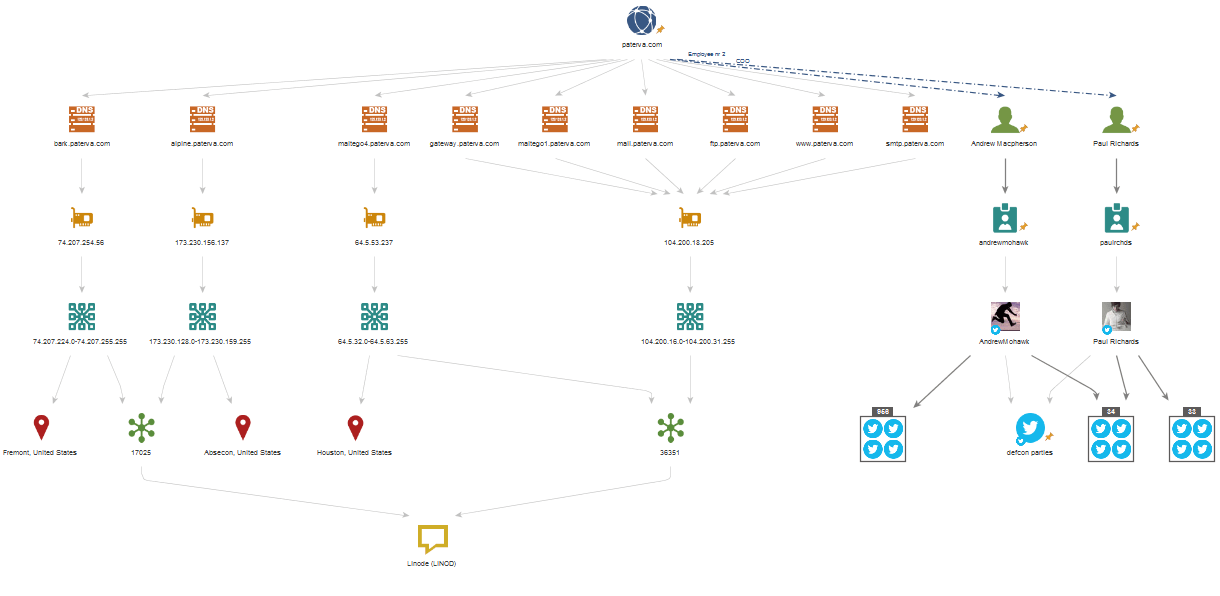 paterva.com
Employee nr 2
COO
DNS
DNS
DNS
DNS
DNS
DNS
DNS
DNS
DNS
bark.paterva.com
alpine.paterva.com
maltego4.paterva.com
gateway.paterva.com
maltego1.paterva.com
mail.paterva.com
ftp.paterva.com
www.paterva.com
smtp.paterva.com
Andrew Macpherson
Paul Richards
74.207.254.56
173.230.156.137
64.5.53.237
104.200.18.205
andrewmohawk
paulrchds
74.207.224.0-74.207.255.255
173.230.128.0-173.230.159.255
64.5.32.0-64.5.63.255
104.200.16.0-104.200.31.255
AndrewMohawk
Paul Richards
956
34
33
Fremont, United States
17025
Absecon, United States
Houston, United States
36351
defcon parties
Linode (LINOD)